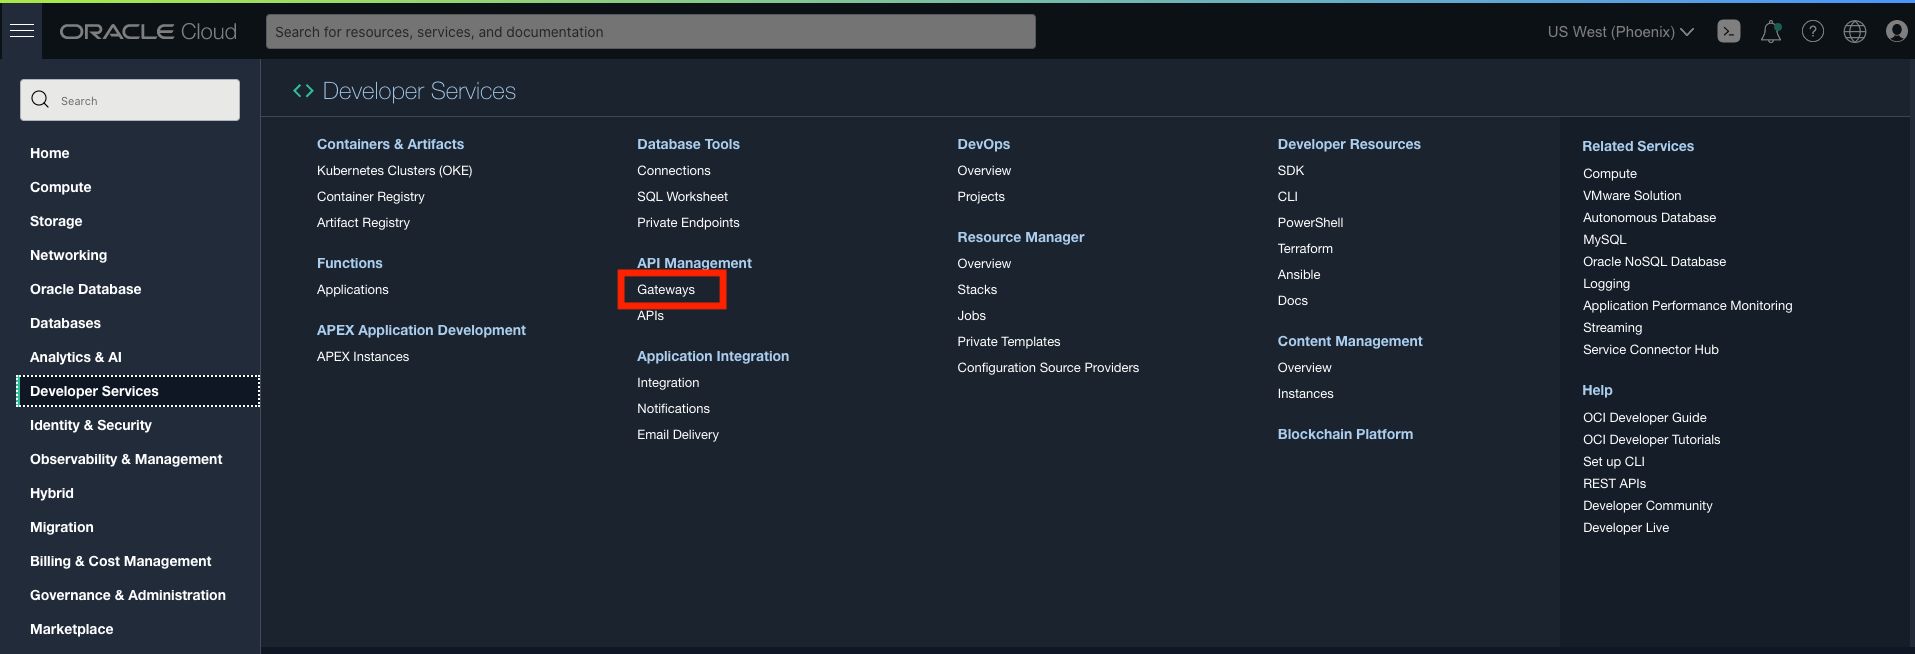 ORACLE Cloud
Search for resources, services, and documentation
US West (Phoenix)
Search
Home
Compute
Storage
Networking
Oracle Database
Databases
Analytics & AI
Developer Services
Identity & Security
Observability & Management
Hybrid
Migration
Billing & Cost Management
Governance & Administration
Marketplace
Developer Services
Containers & Artifacts
Kubernetes Clusters (OKE)
Container Registry
Artifact Registry
Functions
Applications
APEX Application Development
APEX Instances
Database Tools
Connections
SQL Worksheet
Private Endpoints
API Management
Gateways
APIs
Application Integration
Integration
Notifications
Email Delivery
DevOps
Overview
Projects
Resource Manager
Overview
Stacks
Jobs
Private Templates
Configuration Source Providers
Developer Resources
SDK
CLI
PowerShell
Terraform
Ansible
Docs
Content Management
Overview
Instances
Blockchain Platform
Related Services
Compute
VMware Solution
Autonomous Database
MySQL
Oracle NoSQL Database
Logging
Application Performance Monitoring
Streaming
Service Connector Hub
Help
OCI Developer Guide
OCI Developer Tutorials
Set up CLI
REST APIs
Developer Community
Developer Live